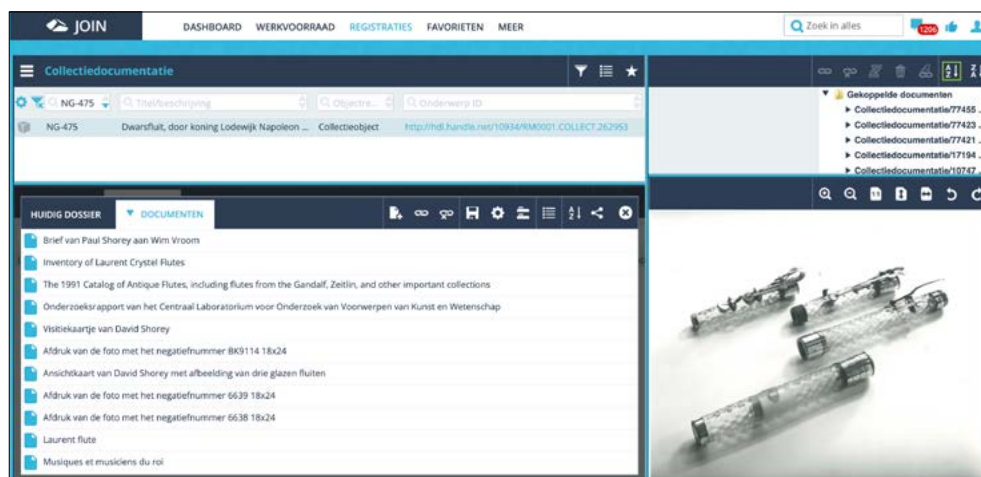 JOIN
DASHBOARD WERKVOORRAAD REGISTRATIES FAVORIETEN MEER
Zoek in alles
1206
Collectiedocumentatie
NG-475 Titel/beschrijving Objectre... Onderwerp ID
NG-475 Dwarsfluit, door koning Lodewijk Napoleon ... Collectieobject http://hdl.handle.net/10934/RM0001.COLLECT.262953
Gekoppelde documenten
Collectiedocumentatie/77455 ..
Collectiedocumentatie/77423 ..
Collectiedocumentatie/77421 ..
Collectiedocumentatie/17194 ..
Collectiedocumentatie/10747 ..
HUIDIG DOSSIER DOCUMENTEN
Brief van Paul Shorey aan Wim Vroom
Inventory of Laurent Crystel Flutes
The 1991 Catalog of Antique Flutes, including flutes from the Gandalf, Zeitlin, and other important collections
Onderzoeksrapport van het Centraal Laboratorium voor Onderzoek van Voorwerpen van Kunst en Wetenschap
Visitiekaartje van David Shorey
Afdruk van de foto met het negatiefnummer BK9114 18x24
Ansichtkaart van David Shorey met afbeelding van drie glazen fluiten
Afdruk van de foto met het negatiefnummer 6639 18x24
Afdruk van de foto met het negatiefnummer 6638 18x24
Laurent flute
Musiques et musiciens du roi